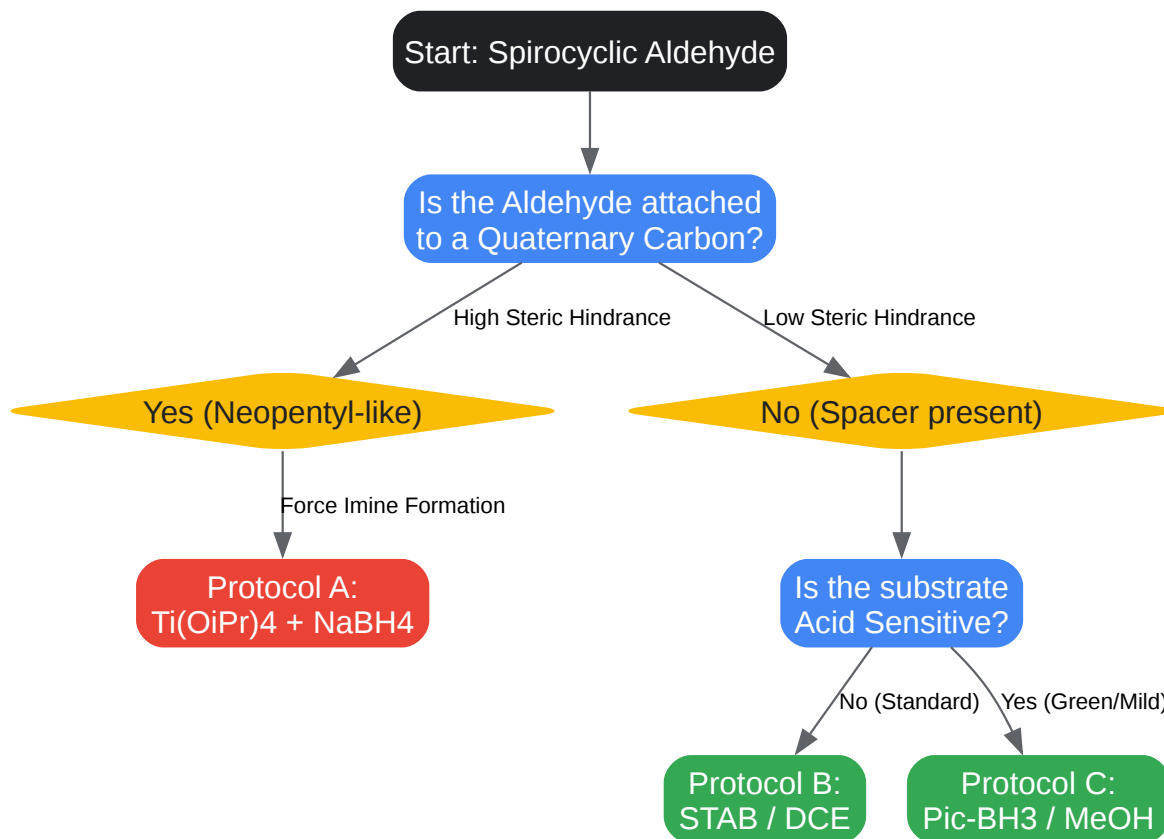 Start: Spirocyclic Aldehyde
Is the Aldehyde attached
to a Quaternary Carbon?
High Steric Hindrance
Low Steric Hindrance
Yes (Neopentyl-like)
No (Spacer present)
Force Imine Formation
Protocol A:
Ti(OiPr)4 + NaBH4
Is the substrate
Acid Sensitive?
No (Standard)
Yes (Green/Mild)
Protocol B:
STAB / DCE
Protocol C:
Pic-BH3 / MeOH